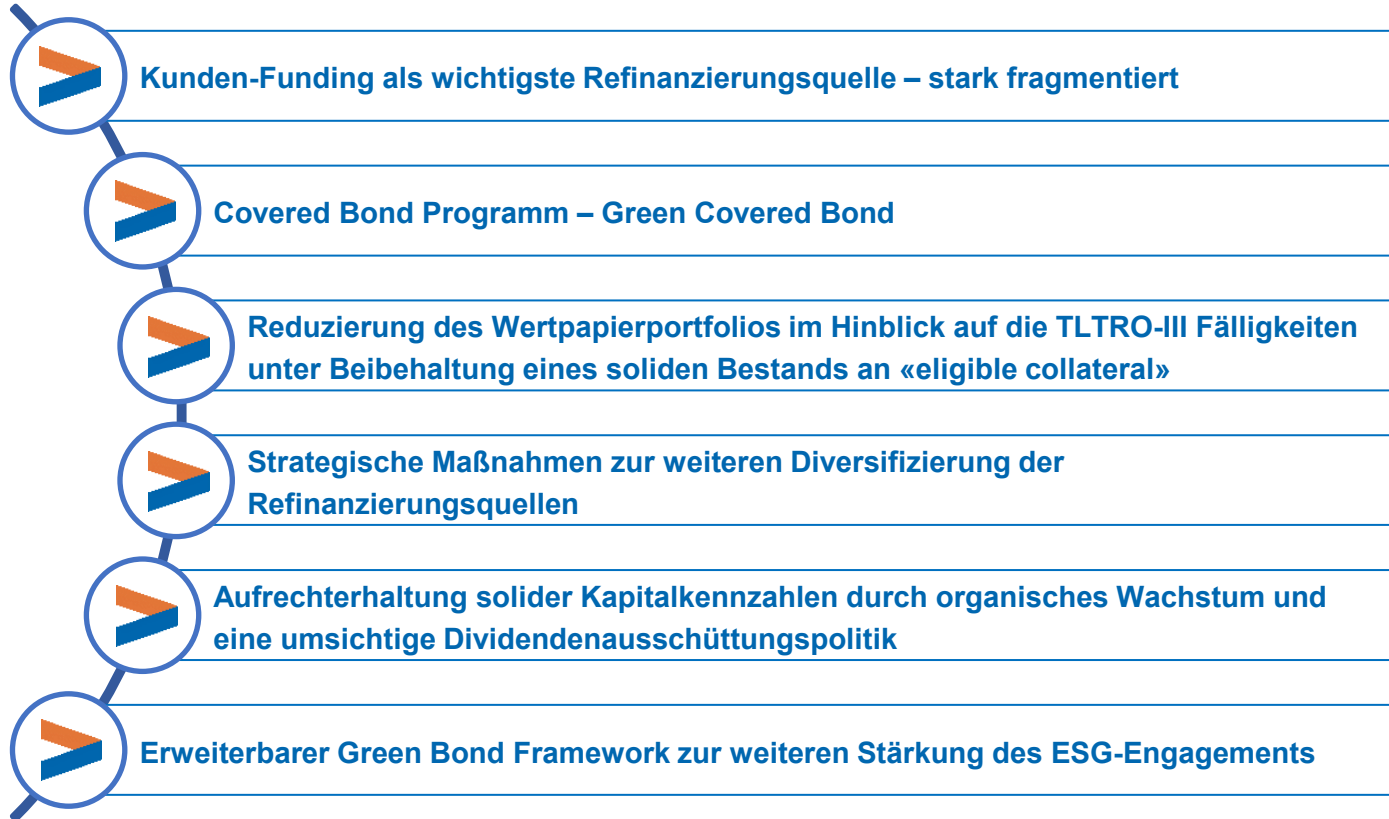 Kunden-Funding als wichtigste Refinanzierungsquelle – stark fragmentiert
Covered Bond Programm – Green Covered Bond
Reduzierung des Wertpapierportfolios im Hinblick auf die TLTRO-III Fälligkeiten
unter Beibehaltung eines soliden Bestands an «eligible collateral»
Strategische Maßnahmen zur weiteren Diversifizierung der
Refinanzierungsquellen
Aufrechterhaltung solider Kapitalkennzahlen durch organisches Wachstum und
eine umsichtige Dividendenausschüttungspolitik
Erweiterbarer Green Bond Framework zur weiteren Stärkung des ESG-Engagements